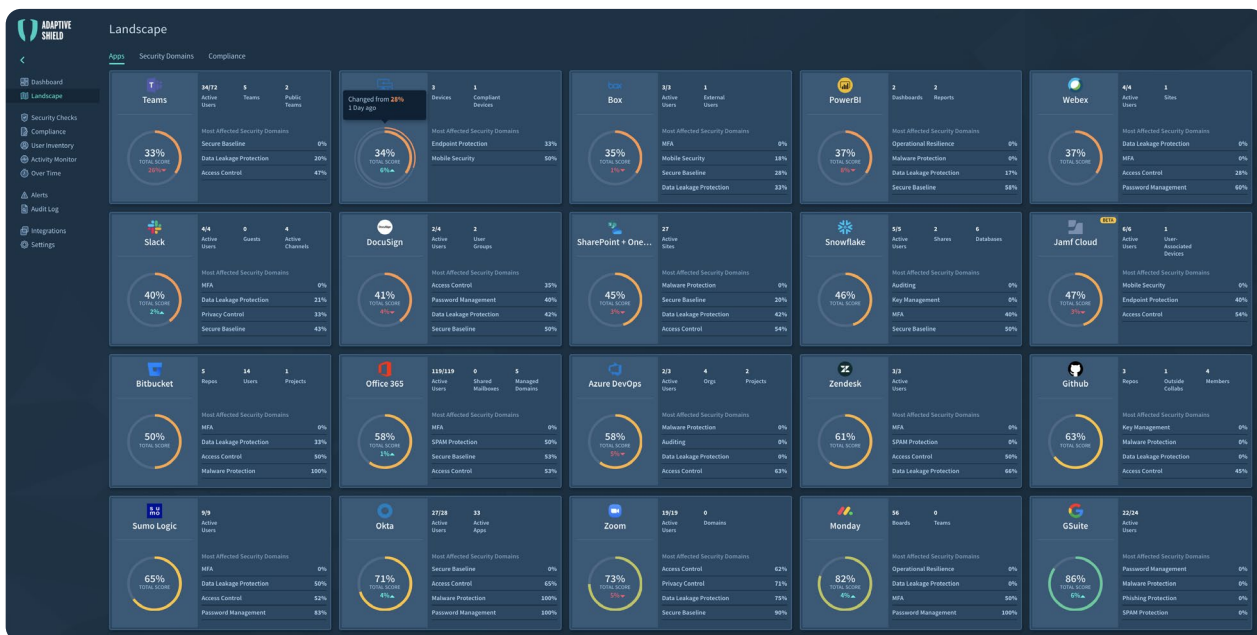 ADAPTIVE
SHIELD
Landscape
Apps Security Domains Compliance
Dashboard
Landscape
Security Checks
Compliance
User Inventory
Activity Monitor
Over Time
Alerts
Audit Log
Integrations
Settings
Teams
34/72 Active Users
5 Teams
2 Public Teams
33%
TOTAL SCORE
Most Affected Security Domains
Secure Baseline 0%
Data Leakage Protection 20%
Access Control 47%
Changed from 28%
1 Day ago
3 Devices
1 Compliant Devices
34%
TOTAL SCORE
6%
Most Affected Security Domains
Endpoint Protection 33%
Mobile Security 50%
box
Box
3/3 Active Users
1 External Users
35%
TOTAL SCORE
1%
Most Affected Security Domains
MFA 0%
Mobile Security 18%
Secure Baseline 28%
Data Leakage Protection 32%
PowerBI
2 Dashboards
2 Reports
37%
TOTAL SCORE
Most Affected Security Domains
Operational Resilience 0%
Malware Protection 0%
Data Leakage Protection 17%
Secure Baseline 58%
Webex
4/4 Active Users
1 Sites
37%
TOTAL SCORE
Most Affected Security Domains
Data Leakage Protection 0%
MFA 0%
Access Control 28%
Password Management 60%
Slack
4/4 Active Users
0 Guests
4 Active Channels
40%
TOTAL SCORE
2%
Most Affected Security Domains
MFA 0%
Data Leakage Protection 21%
Privacy Control 33%
Secure Baseline 43%
DocuSign
2/4 Active Users
User Groups
41%
TOTAL SCORE
4%
Most Affected Security Domains
Access Control 35%
Password Management 40%
Data Leakage Protection 42%
Secure Baseline 50%
SharePoint + One...
27 Active Sites
45%
TOTAL SCORE
3%
Most Affected Security Domains
Malware Protection 0%
Secure Baseline 20%
Data Leakage Protection 42%
Access Control 54%
Snowflake
5/5 Active Users
2 Shares
6 Databases
46%
TOTAL SCORE
Most Affected Security Domains
Auditing 0%
Key Management 0%
MFA 40%
Secure Baseline 50%
BETA
Jamf Cloud
6/6 Active Users
1 User-Associated Devices
47%
TOTAL SCORE
3%
Most Affected Security Domains
Mobile Security 0%
Endpoint Protection 40%
Access Control 54%
Bitbucket
5 Repos
14 Users
1 Projects
50%
TOTAL SCORE
Most Affected Security Domains
MFA 0%
Data Leakage Protection 33%
Access Control 50%
Malware Protection 100%
Office 365
119/119 Active Users
0 Shared Mailboxes
5 Managed Domains
58%
TOTAL SCORE
1%
Most Affected Security Domains
MFA 0%
SPAM Protection 50%
Secure Baseline 53%
Access Control 53%
Azure DevOps
2/3 Active Users
4 Orgs
2 Projects
58%
TOTAL SCORE
Most Affected Security Domains
Malware Protection 0%
Auditing 0%
Data Leakage Protection 0%
Access Control 63%
Zendesk
3/3 Active Users
61%
TOTAL SCORE
Most Affected Security Domains
MFA 0%
SPAM Protection 0%
Access Control 50%
Data Leakage Protection 66%
Github
3 Repos
1 Outside Collabs
4 Members
63%
TOTAL SCORE
Most Affected Security Domains
Key Management 0%
Malware Protection 0%
Data Leakage Protection 0%
Access Control 45%
su
mo
Sumo Logic
9/9 Active Users
65%
TOTAL SCORE
Most Affected Security Domains
MFA 0%
Data Leakage Protection 50%
Access Control 52%
Password Management 83%
Okta
27/28 Active Users
33 Active Apps
71%
TOTAL SCORE
4%
Most Affected Security Domains
Secure Baseline 0%
Access Control 65%
Malware Protection 100%
Password Management 100%
Zoom
19/19 Active Users
0 Domains
73%
TOTAL SCORE
5%
Most Affected Security Domains
Access Control 62%
Privacy Control 71%
Data Leakage Protection 75%
Secure Baseline 90%
Monday
56 Boards
0 Teams
82%
TOTAL SCORE
4%
Most Affected Security Domains
Operational Resilience 0%
Data Leakage Protection 0%
MFA 50%
Password Management 100%
GSuite
22/24 Active Users
86%
TOTAL SCORE
6%
Most Affected Security Domains
Password Management 0%
Malware Protection 0%
Phishing Protection 0%
SPAM Protection 0%